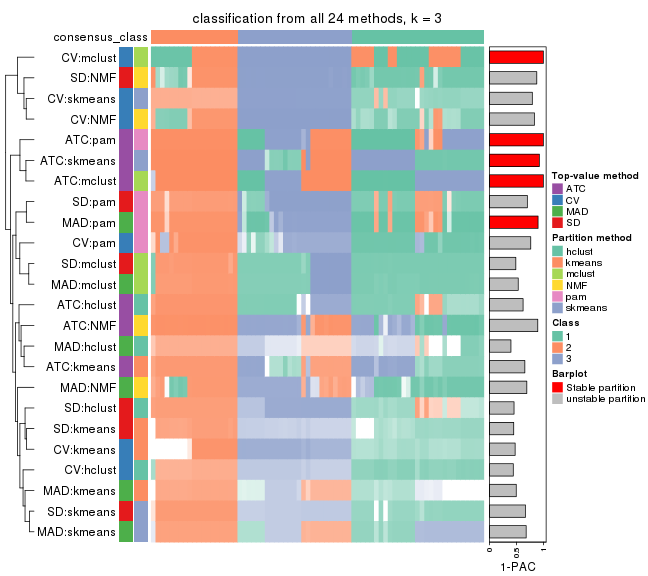 classification from all 24 methods, k = 3
consensus_class
CV:mclust
SD:NMF
CV:skmeans
CV:NMF
ATC:pam
ATC:skmeans
ATC:mclust
SD:pam
MAD:pam
CV:pam
SD:mclust
MAD:mclust
ATC:hclust
ATC:NMF
MAD:hclust
ATC:kmeans
MAD:NMF
SD:hclust
SD:kmeans
CV:kmeans
CV:hclust
MAD:kmeans
SD:skmeans
MAD:skmeans
0
0.5
1
1-PAC
Top-value method
ATC
CV
MAD
SD
Partition method
hclust
kmeans
mclust
NMF
pam
skmeans
Class
1
2
3
Barplot
Stable partition
unstable partition